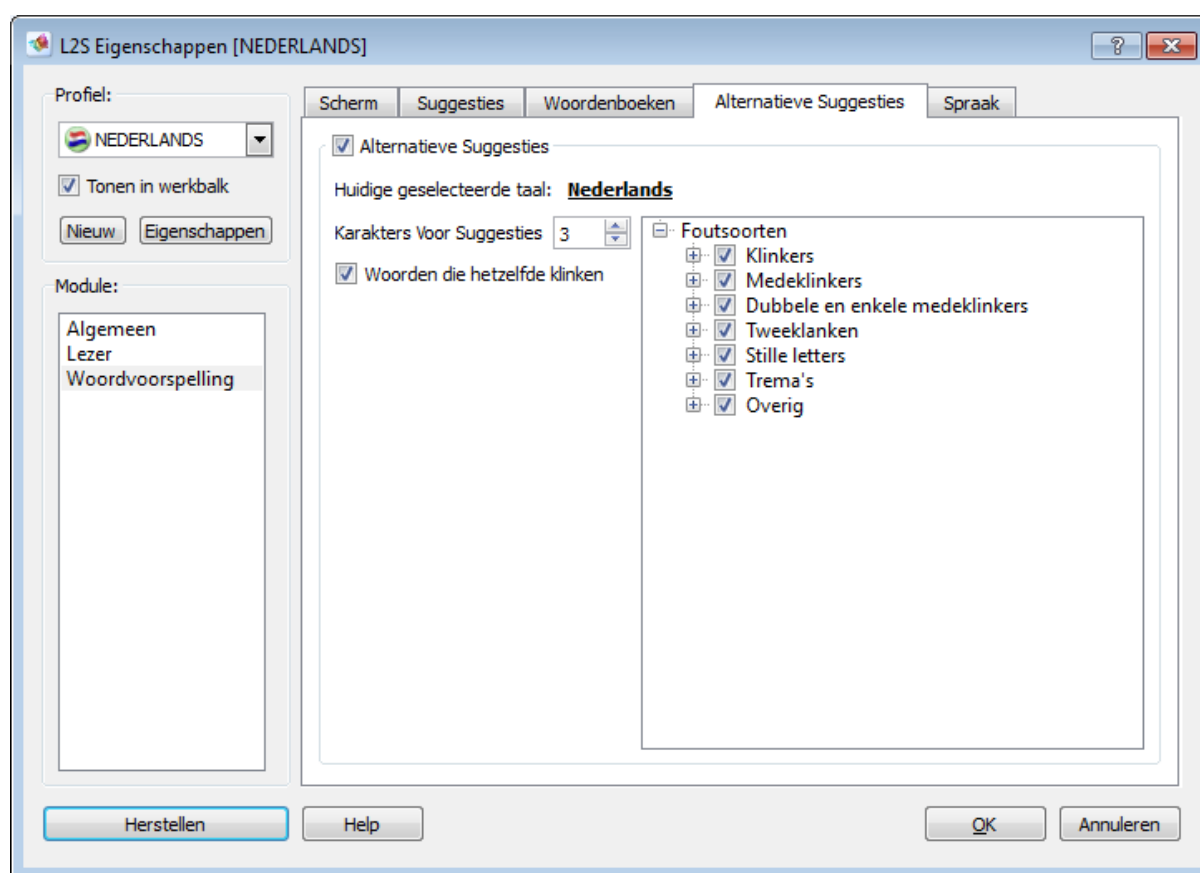 L2S Eigenschappen [NEDERLANDS]
Profiel:
NEDERLANDS
Tonen in werkbalk
Nieuw Eigenschappen
Module:
Algemeen
Lezer
Woordvoorspelling
Scherm Suggesties Woordenboeken Alternatieve Suggesties Spraak
Alternatieve Suggesties
Huidige geselecteerde taal: Nederlands
Karakters Voor Suggesties 3
Woorden die hetzelfde klinken
Foutsoorten
Klinkers
Medeklinkers
Dubbele en enkele medeklinkers
Tweeklanken
Stille letters
Trema's
Overig
Herstellen Help OK Annuleren